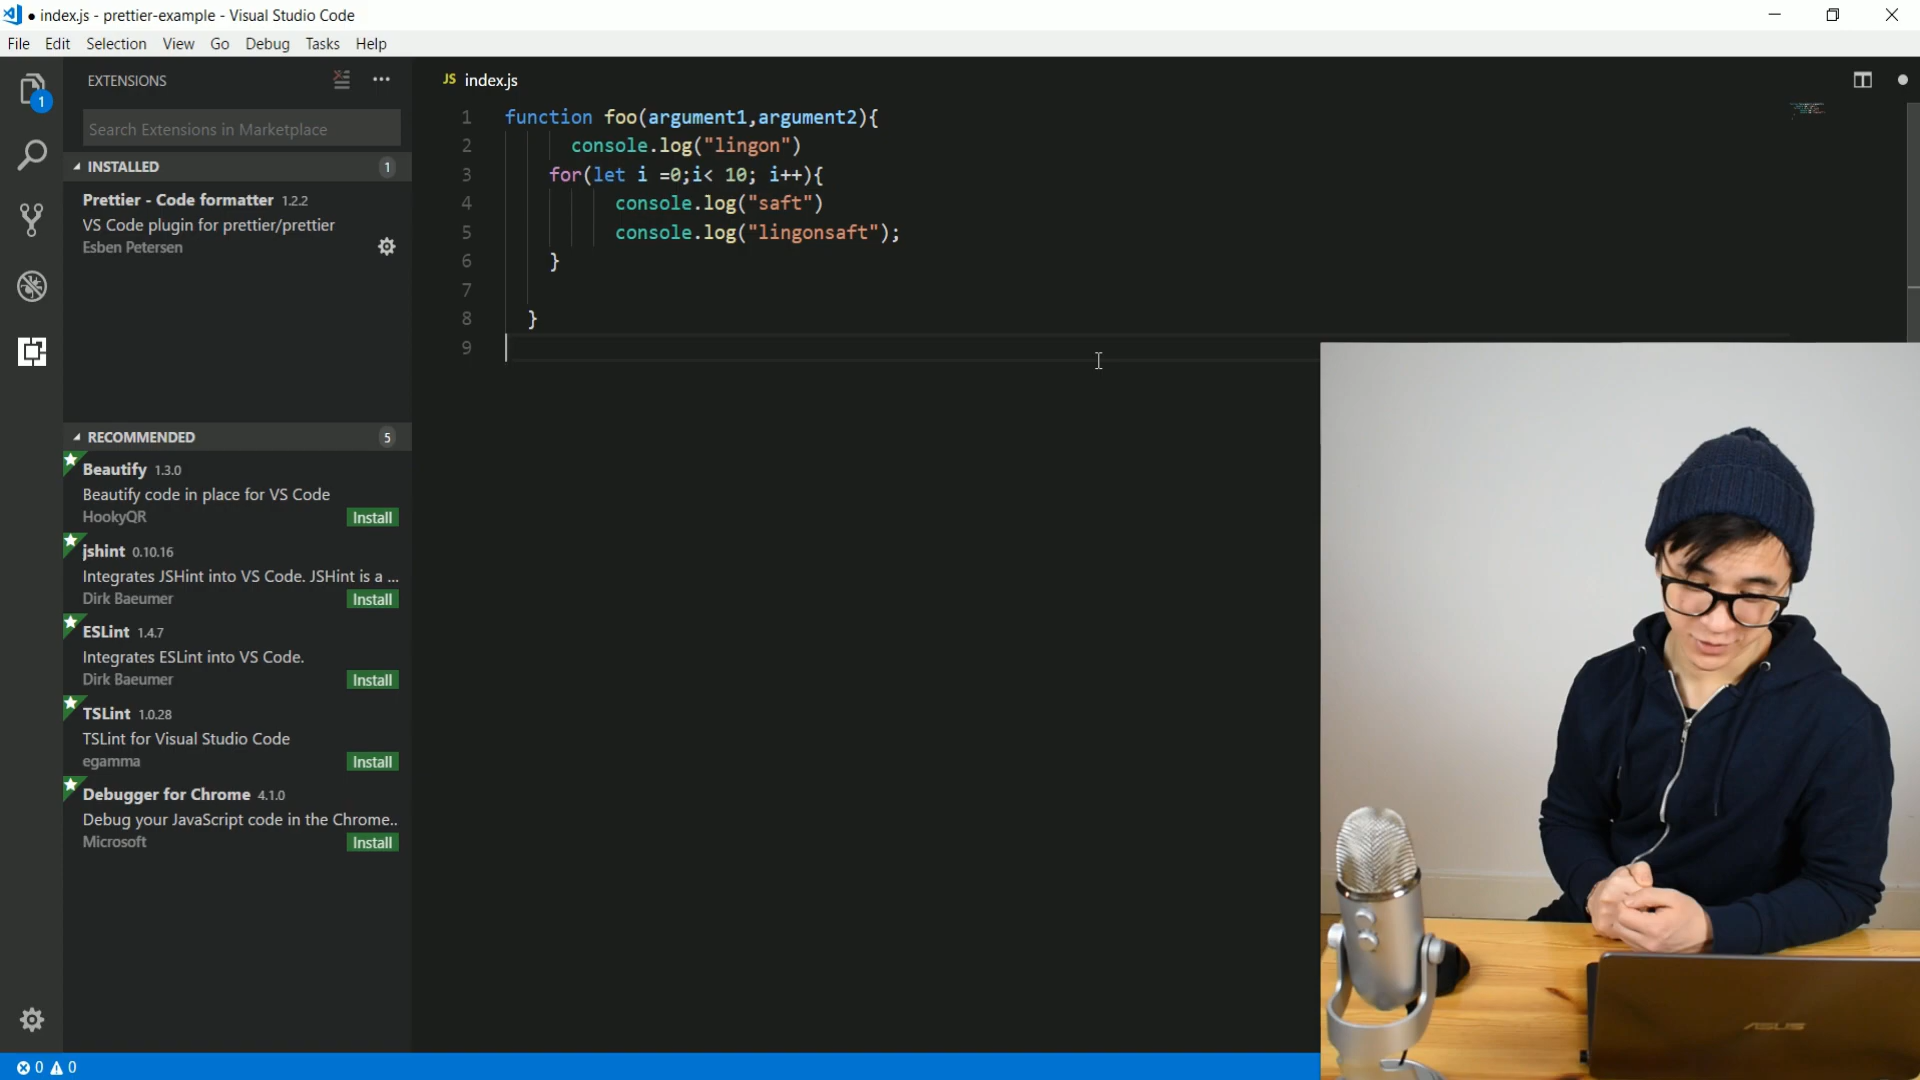 ● index.js - prettier-example - Visual Studio Code
File Edit Selection View Go Debug Tasks Help
1
EXTENSIONS
Search Extensions in Marketplace
INSTALLED 1
Prettier - Code formatter 1.2.2
VS Code plugin for prettier/prettier
Esben Petersen
RECOMMENDED 5
Beautify 1.3.0
Beautify code in place for VS Code
HookyQR Install
jshint 0.10.16
Integrates JSHint into VS Code. JSHint is a ...
Dirk Baeumer Install
ESLint 1.4.7
Integrates ESLint into VS Code.
Dirk Baeumer Install
TSLint 1.0.28
TSLint for Visual Studio Code
egamma Install
Debugger for Chrome 4.1.0
Debug your JavaScript code in the Chrome..
Microsoft Install
JS index.js
1 function foo(argument1,argument2){
2 console.log("lingon")
3 for(let i =0;i< 10; i++){
4 console.log("saft")
5 console.log("lingonsaft");
6 }
7
8 }
9
0 0
ASUS